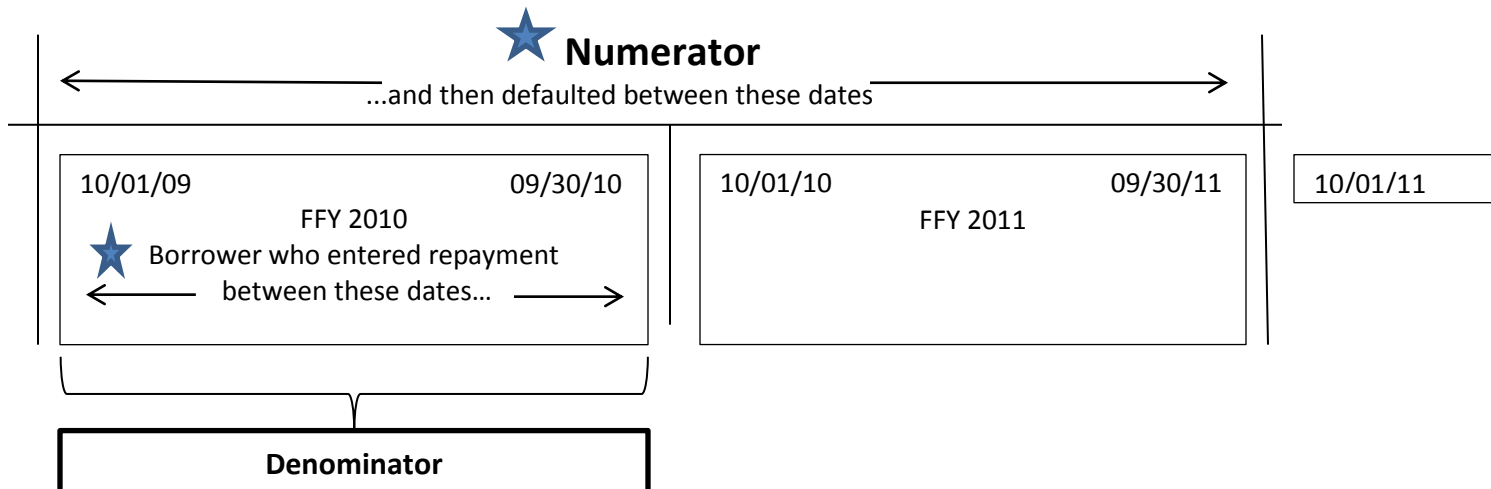 Numerator
...and then defaulted between these dates
10/01/09 09/30/10
FFY 2010
Borrower who entered repayment
between these dates...
10/01/10 09/30/11
FFY 2011
10/01/11
Denominator